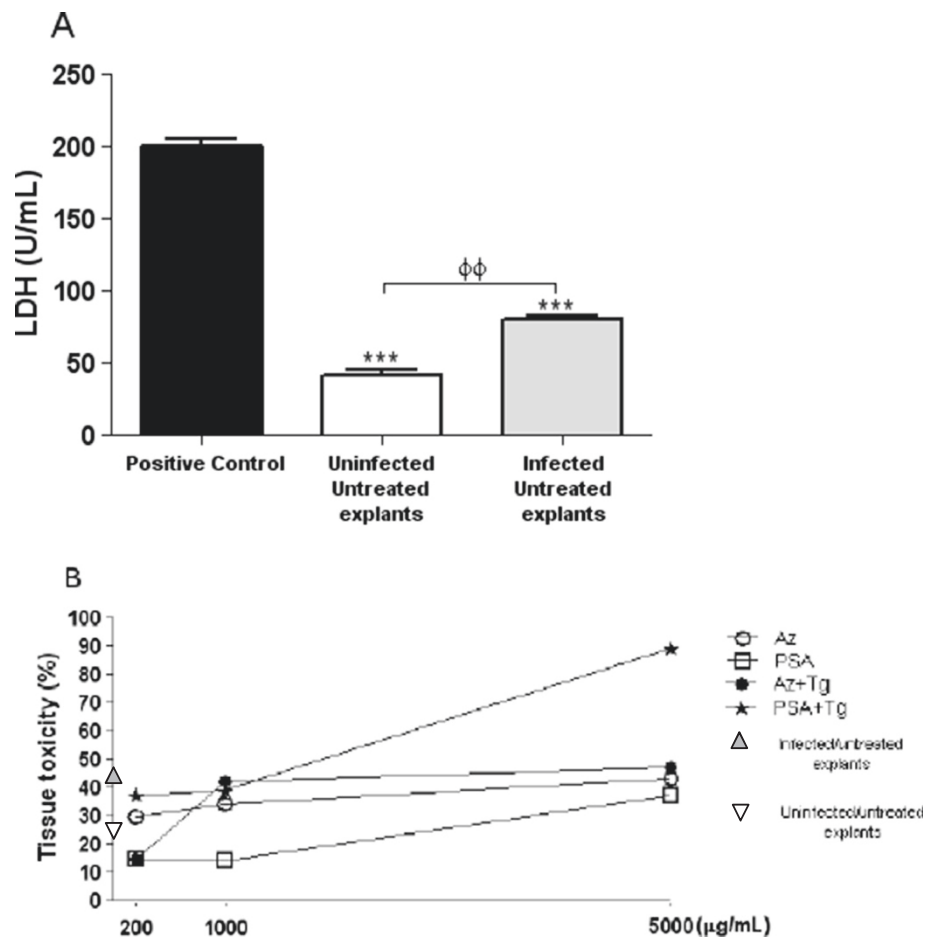 A
250
200
150
100
50
0
LDH (U/mL)
ϕϕ
***
***
Positive Control
Uninfected
Untreated
explants
Infected
Untreated
explants
B
100
90
80
70
60
50
40
30
20
10
0
Tissue toxicity (%)
200
1000
5000 (µg/mL)
Az
PSA
Az+Tg
PSA+Tg
Infected/untreated
explants
Uninfected/untreated
explants